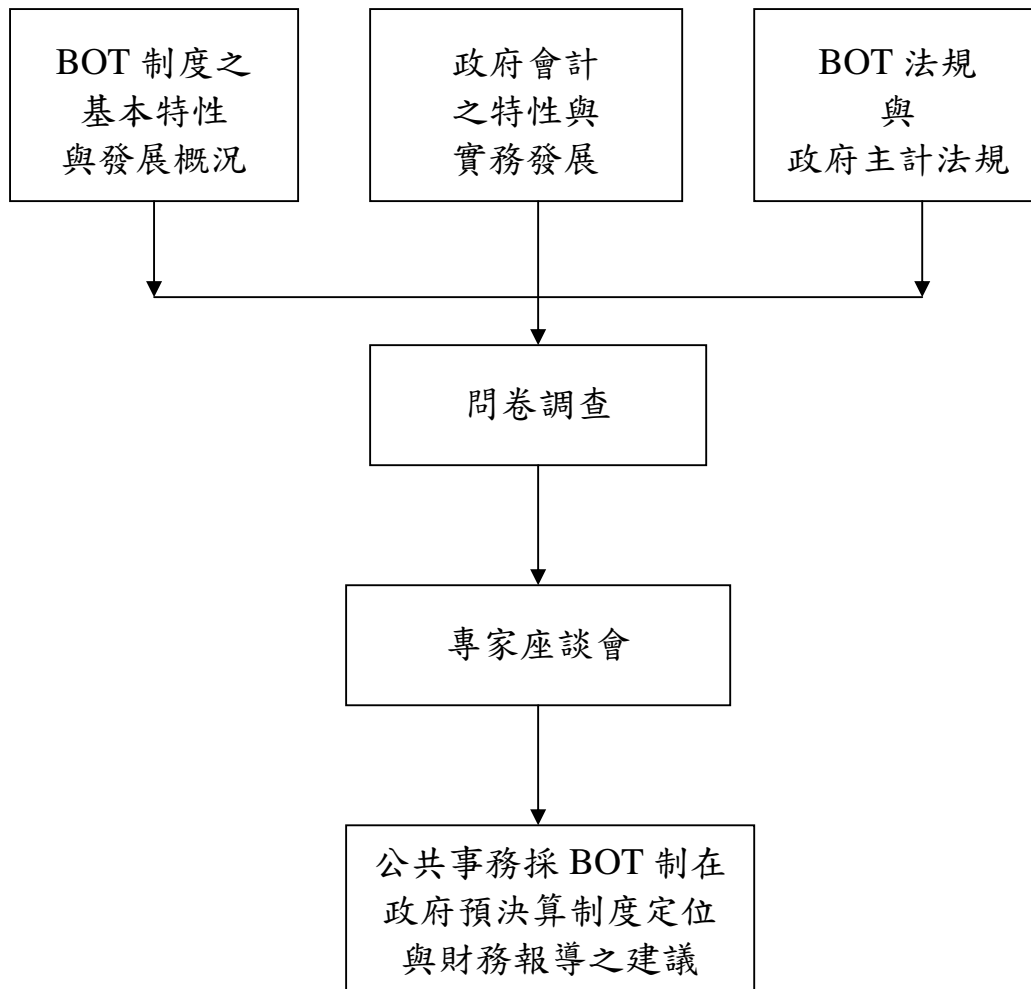 BOT 制度之
基本特性
與發展概況
政府會計
之特性與
實務發展
BOT 法規
與
政府主計法規
問卷調查
專家座談會
公共事務採 BOT 制在
政府預決算制度定位
與財務報導之建議